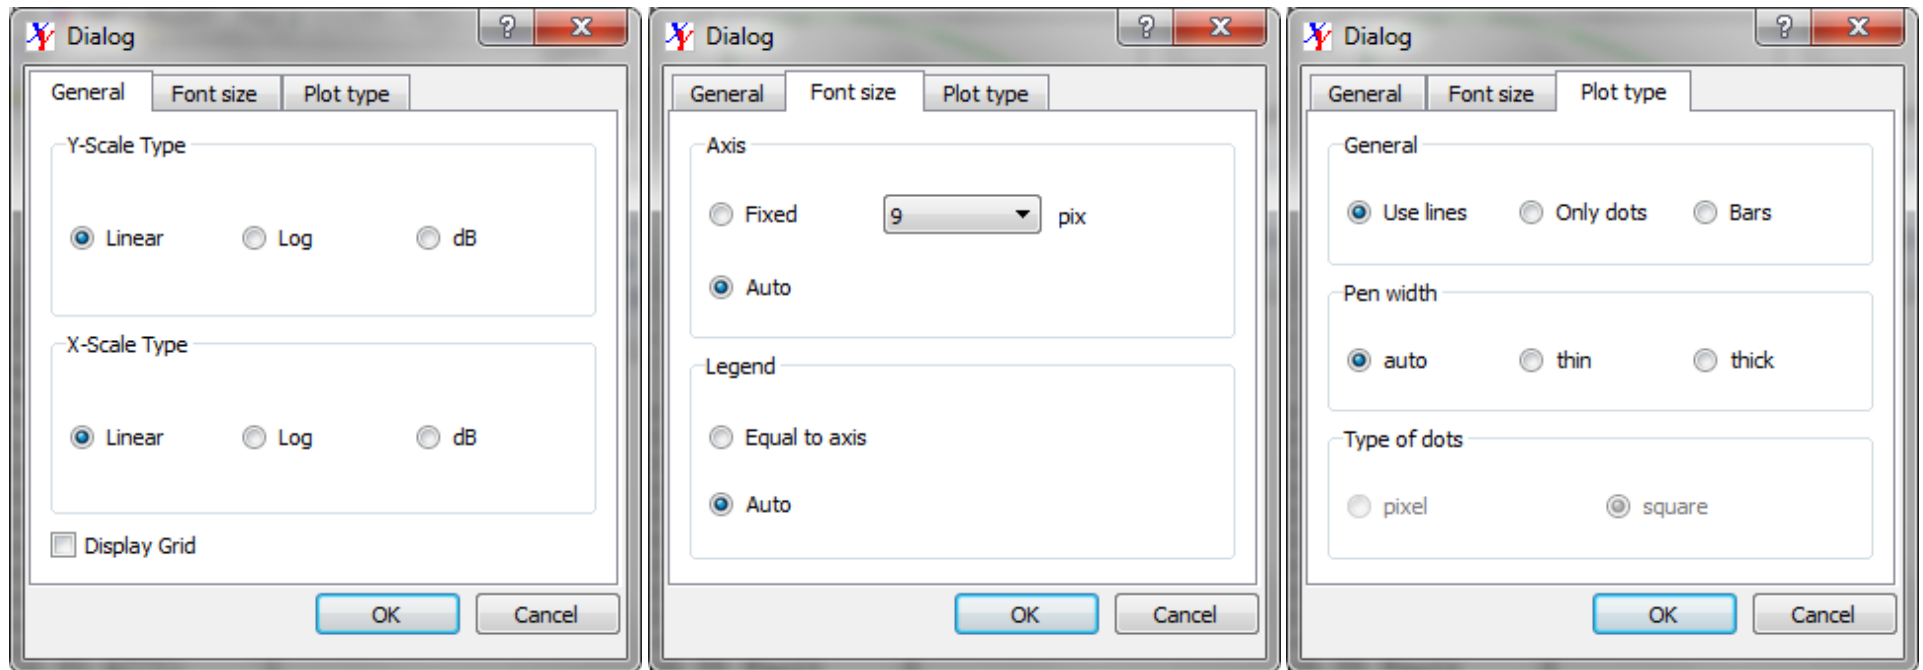 Dialog
General Font size Plot type
Y-Scale Type
Linear Log dB
X-Scale Type
Linear Log dB
Display Grid
OK Cancel
Dialog
General Font size Plot type
Axis
Fixed 9 pix
Auto
Legend
Equal to axis
Auto
OK Cancel
Dialog
General Font size Plot type
General
Use lines Only dots Bars
Pen width
auto thin thick
Type of dots
pixel square
OK Cancel